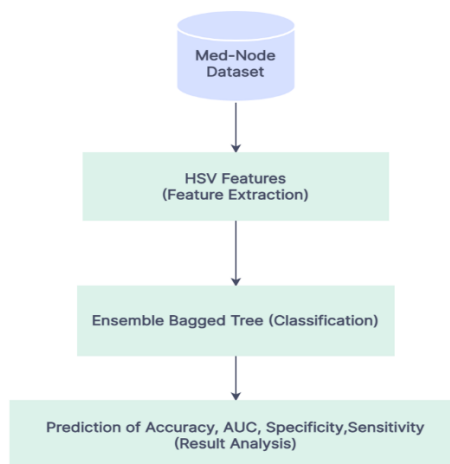 Med-Node
Dataset
HSV Features
(Feature Extraction)
Ensemble Bagged Tree (Classification)
Prediction of Accuracy, AUC, Specificity,Sensitivity
(Result Analysis)